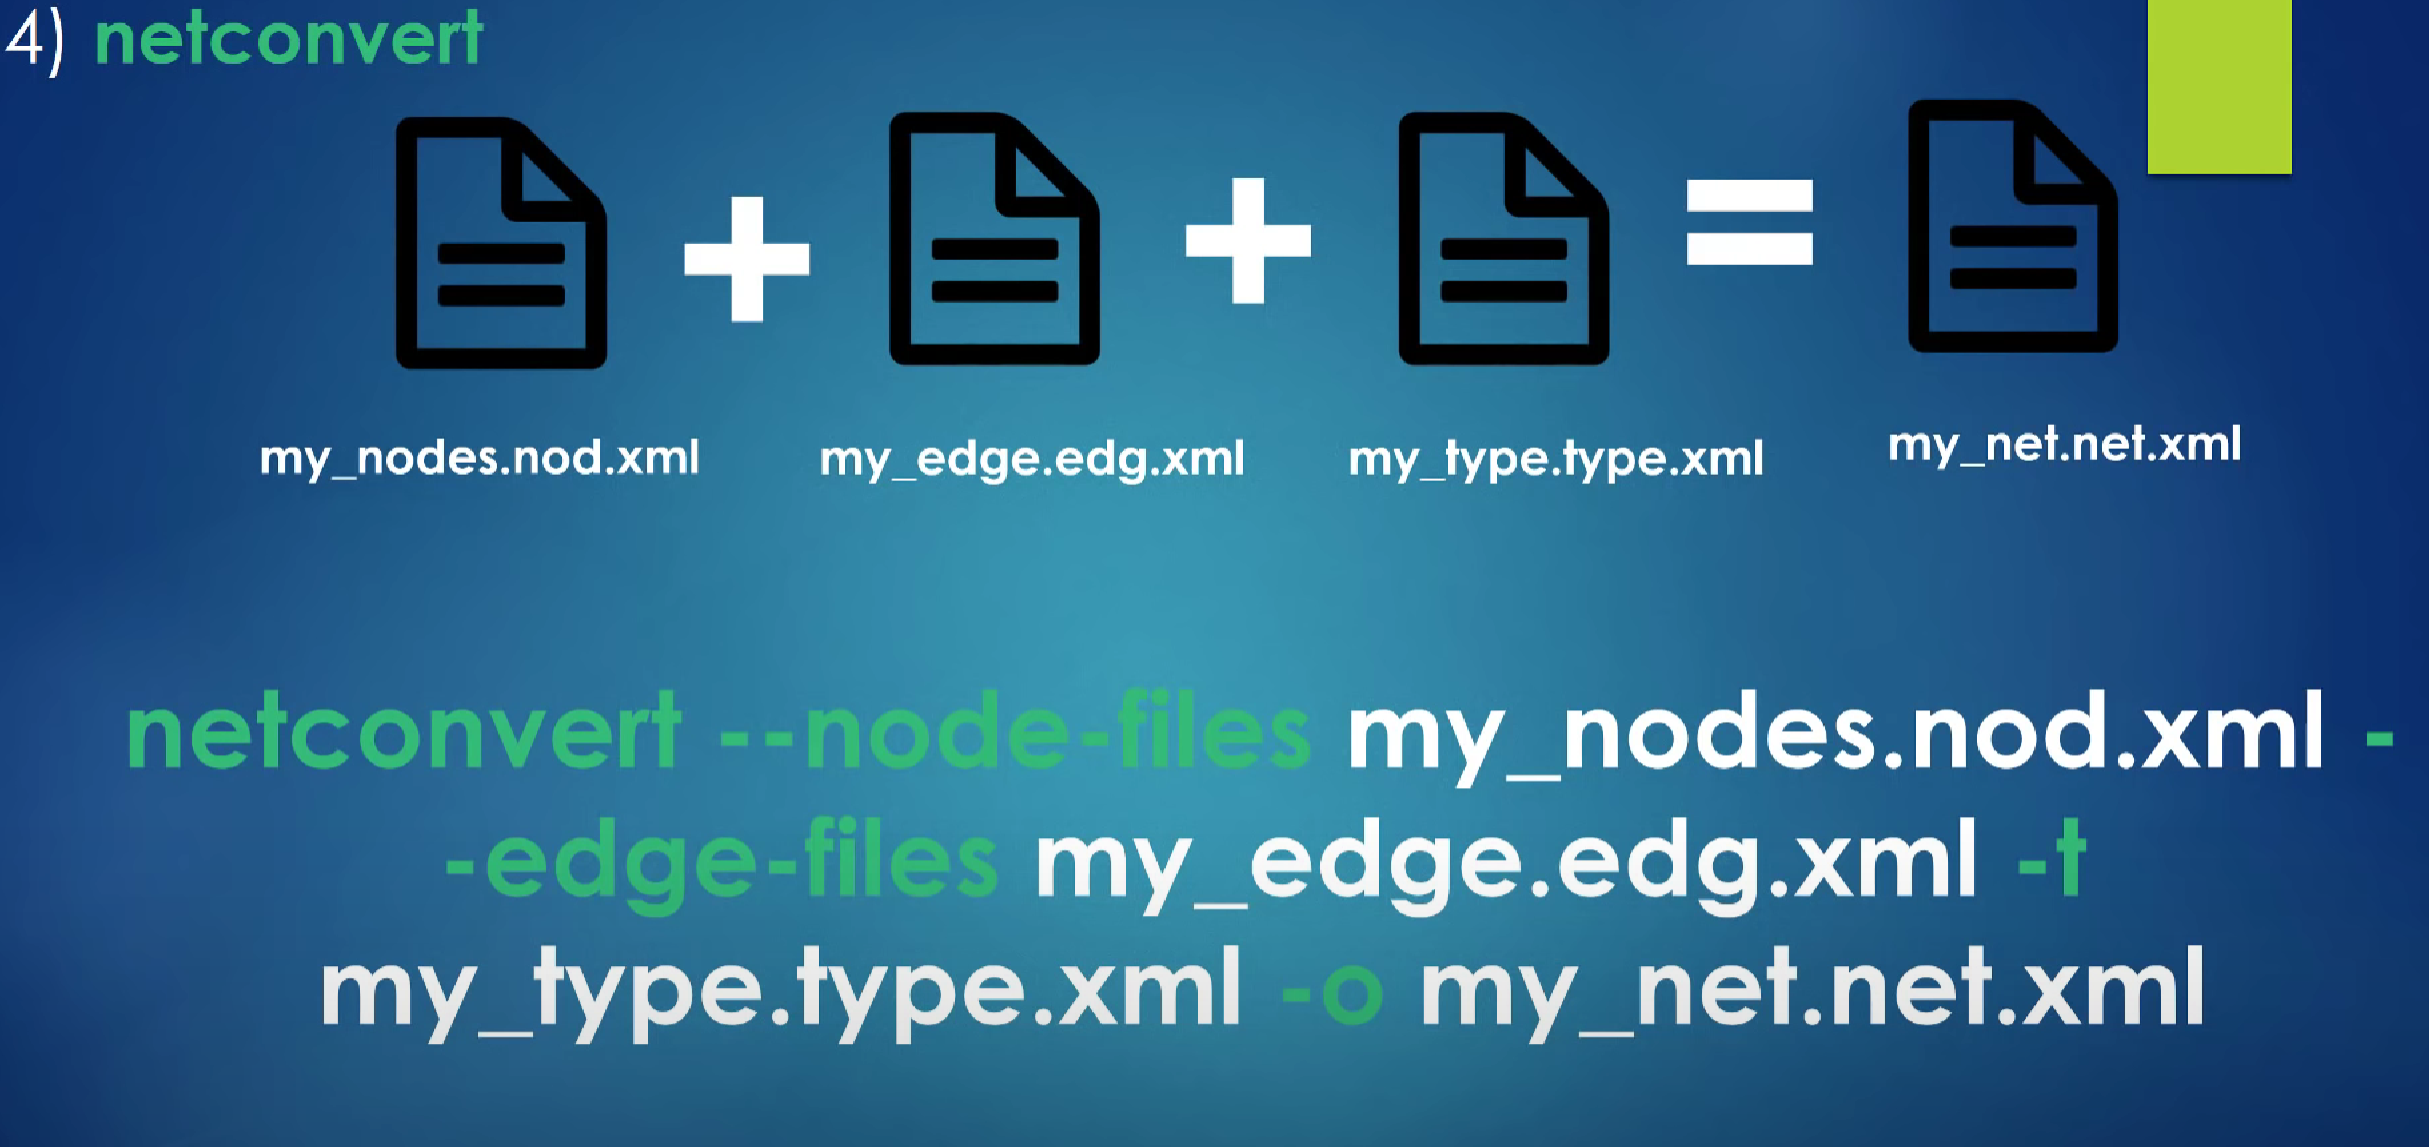 4) netconvert
my_nodes.nod.xml
my_edge.edg.xml
my_type.type.xml
my_net.net.xml
netconvert --node-files my_nodes.nod.xml -
-edge-files my_edge.edg.xml -t
my_type.type.xml -o my_net.net.xml